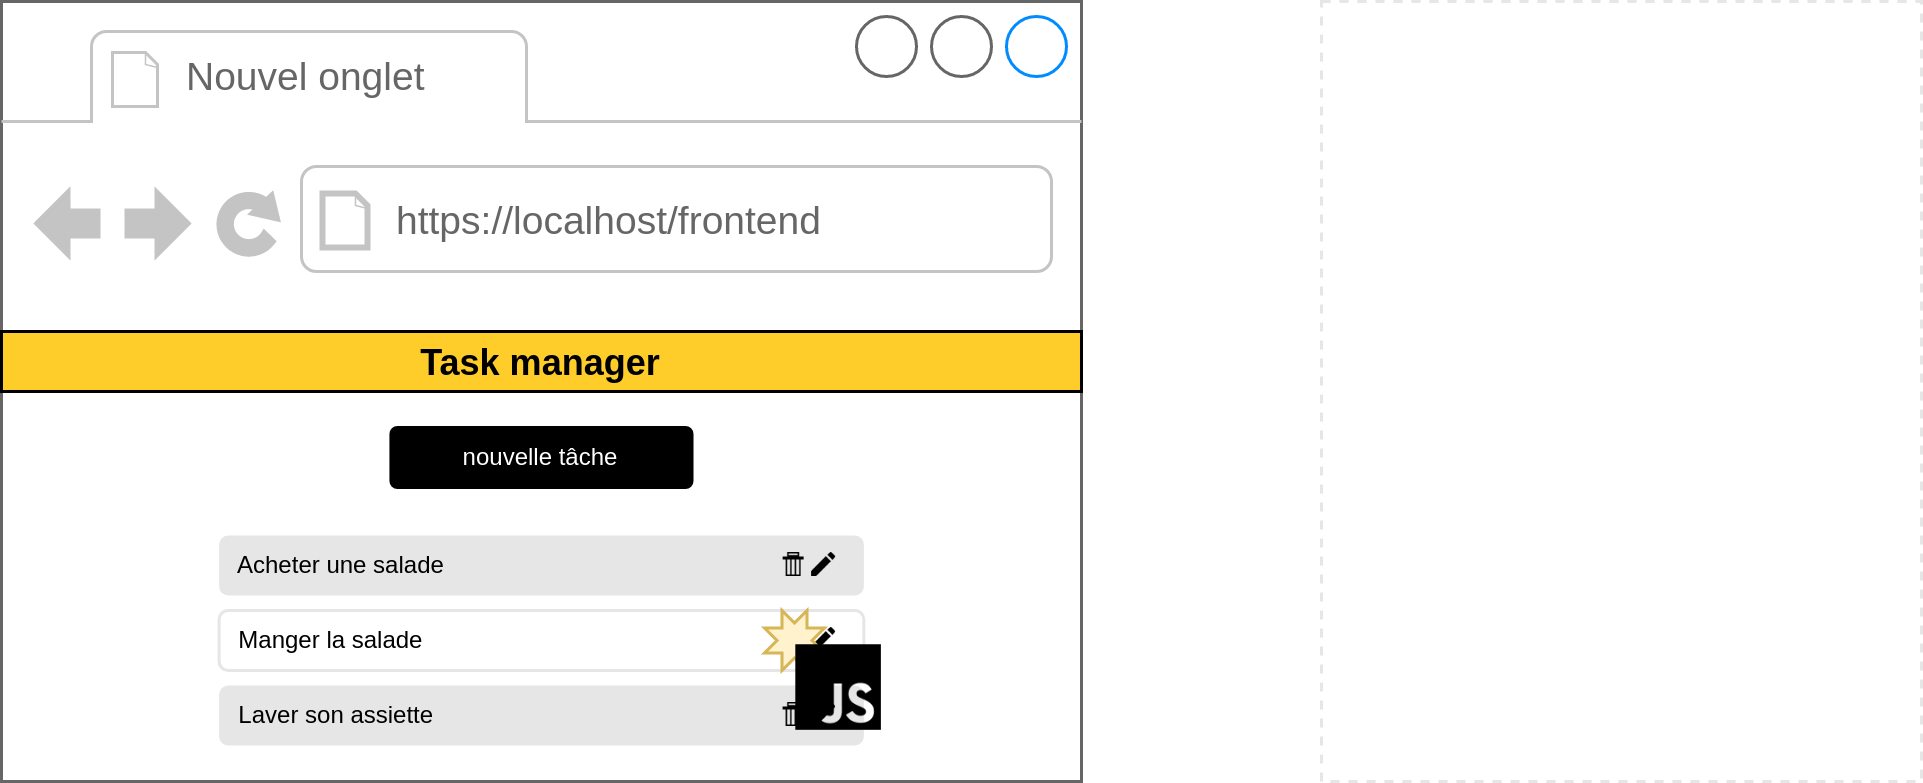 Nouvel onglet
https://localhost/frontend
Task manager
nouvelle tâche
Acheter une salade
Manger la salade
Laver son assiette
JS